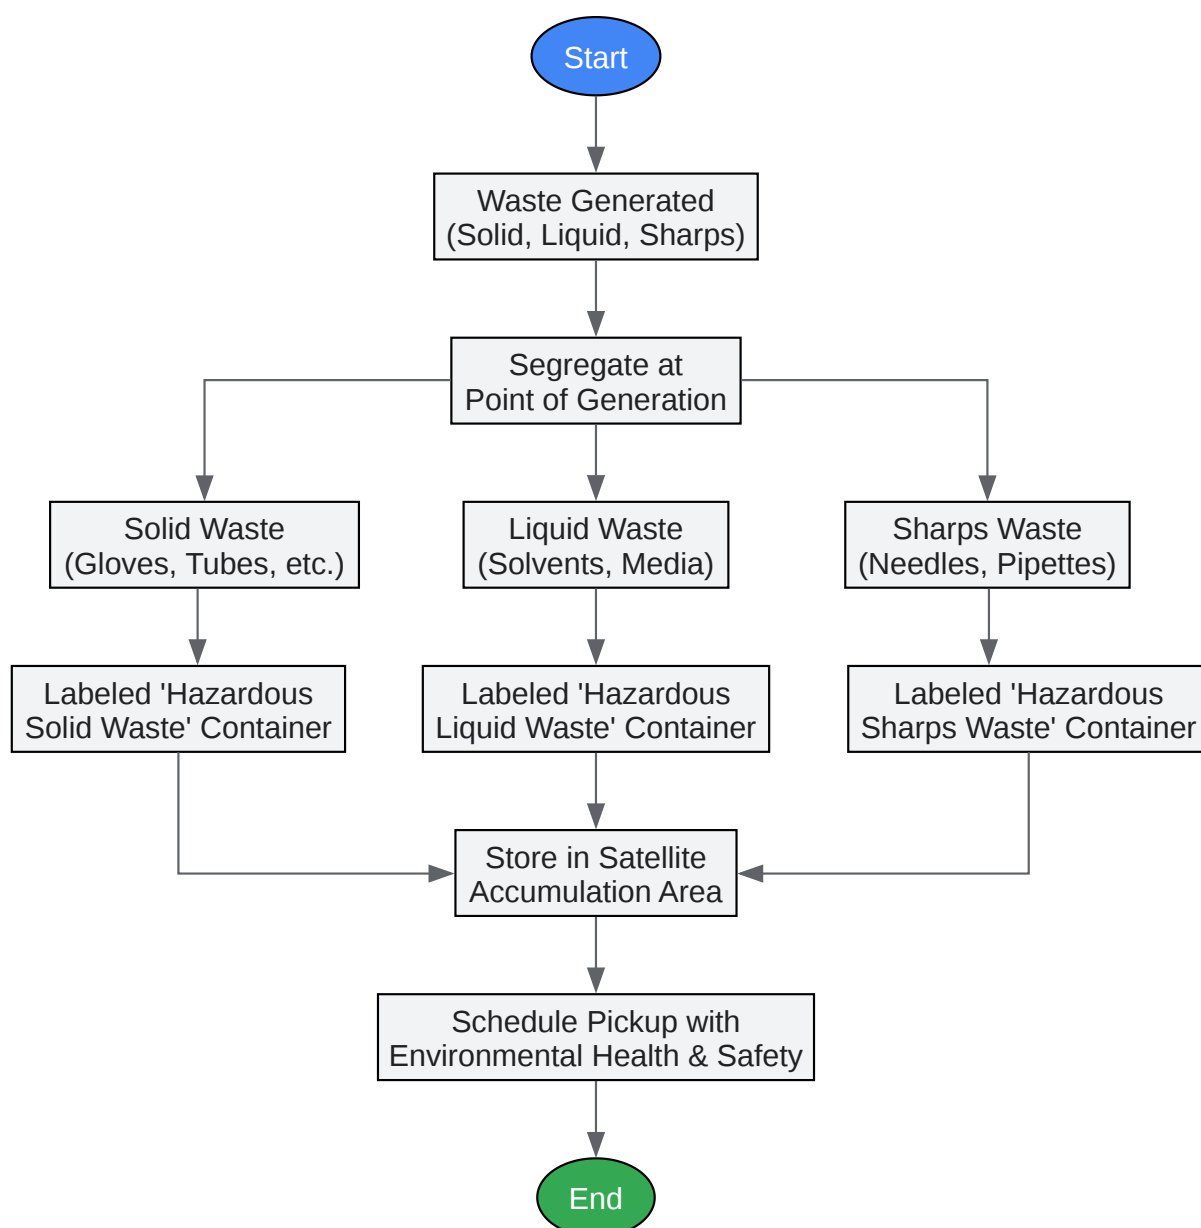 Start
Waste Generated
(Solid, Liquid, Sharps)
Segregate at
Point of Generation
Solid Waste
(Gloves, Tubes, etc.)
Liquid Waste
(Solvents, Media)
Sharps Waste
(Needles, Pipettes)
Labeled 'Hazardous
Solid Waste' Container
Labeled 'Hazardous
Liquid Waste' Container
Labeled 'Hazardous
Sharps Waste' Container
Store in Satellite
Accumulation Area
Schedule Pickup with
Environmental Health & Safety
End